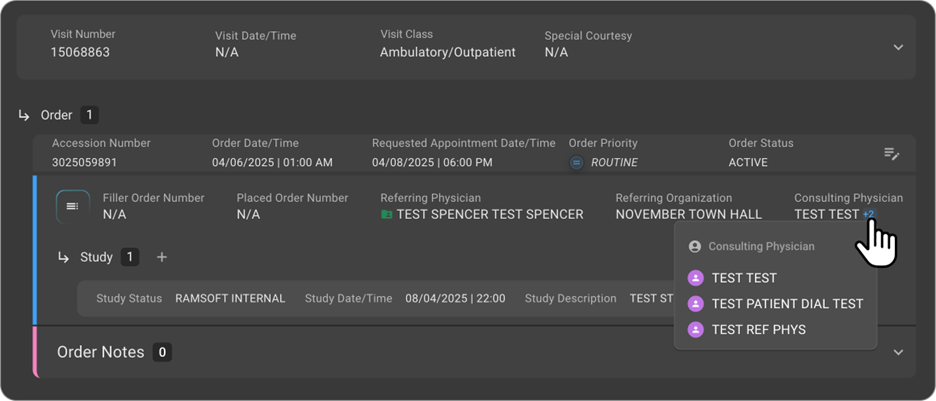 Visit Number Visit Date/Time Visit Class Special Courtesy
15068863 N/A Ambulatory/Outpatient N/A
Order 1
Accession Number Order Date/Time Requested Appointment Date/Time Order Priority Order Status
3025059891 04/06/2025 | 01:00 AM 04/08/2025 | 06:00 PM ROUTINE ACTIVE
Filler Order Number Placed Order Number Referring Physician Referring Organization Consulting Physician
N/A N/A TEST SPENCER TEST SPENCER NOVEMBER TOWN HALL TEST TEST +2
Consulting Physician
TEST TEST
TEST PATIENT DIAL TEST
TEST REF PHYS
Study 1 +
Study Status RAMSOFT INTERNAL Study Date/Time 08/04/2025 | 22:00 Study Description TEST ST
Order Notes 0